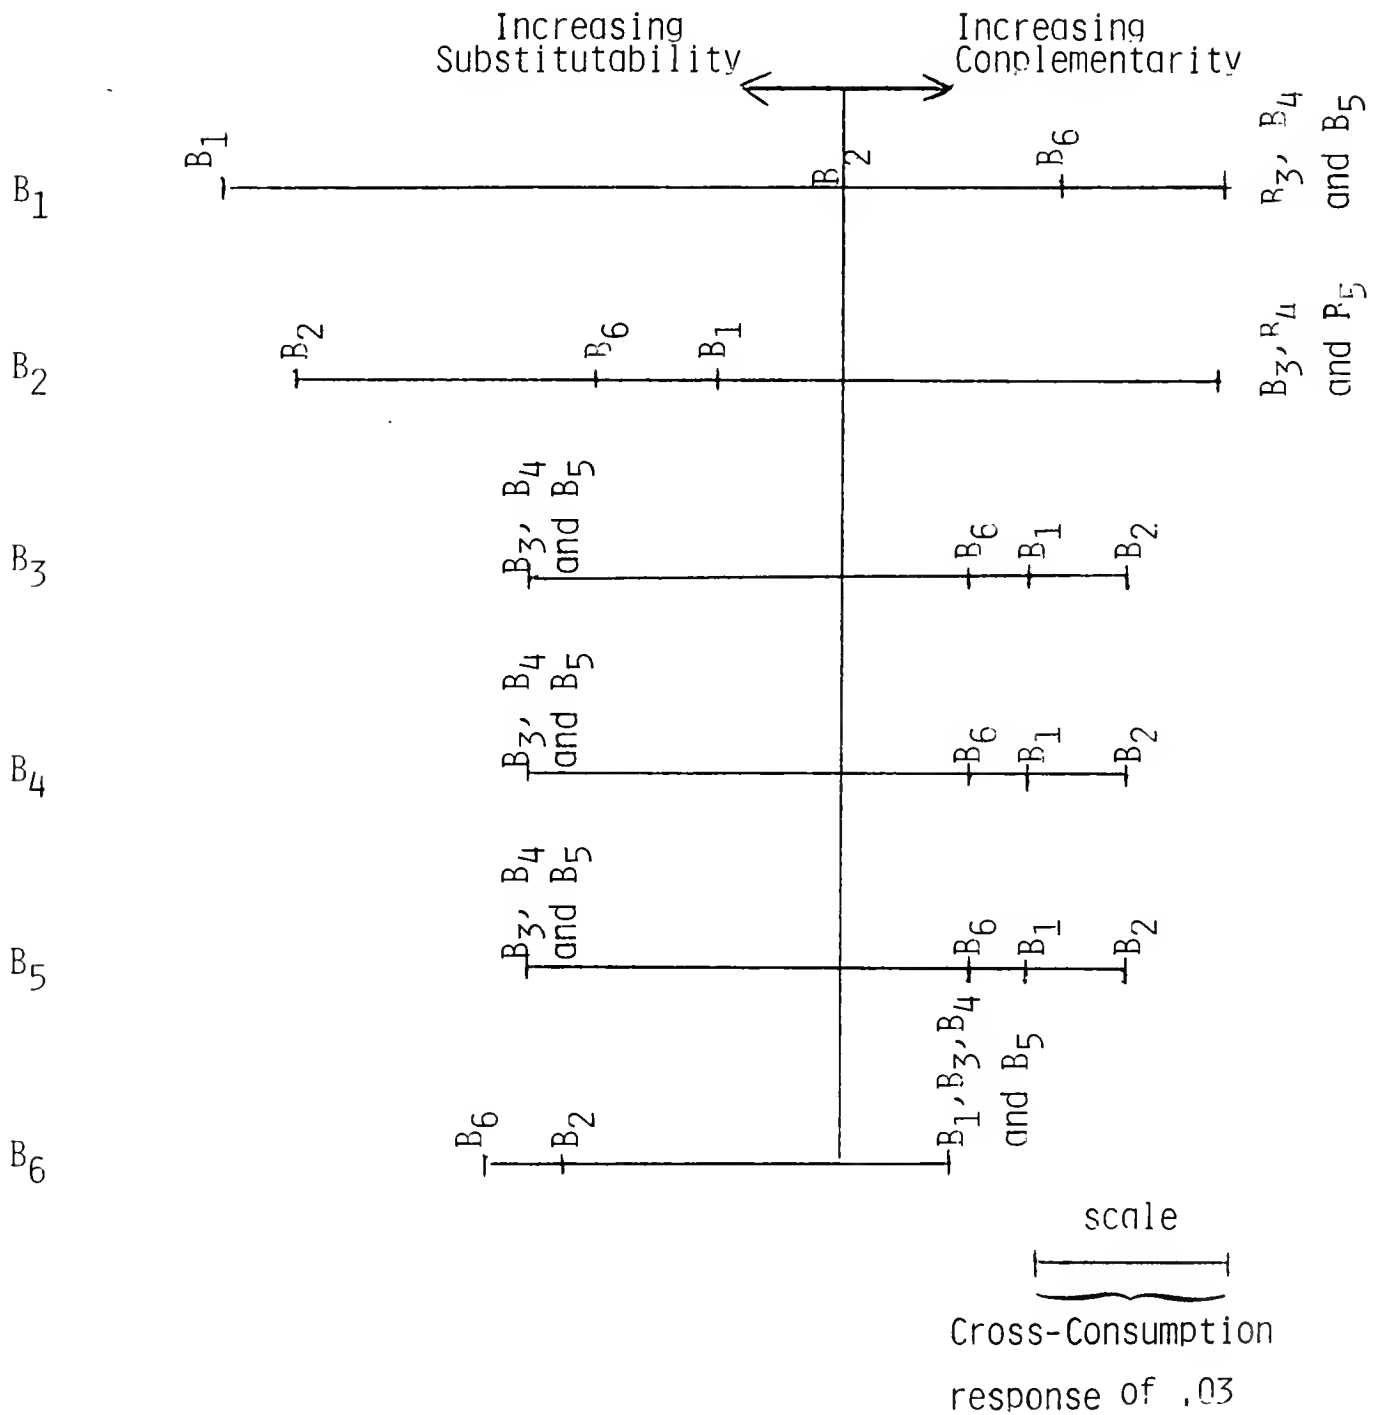 Increasing
Substitutability
Increasing
Conplementarity
B1
B1
B2
B6
B3, B4
and B5
B2
B2
B6
B1
B3, B4
and B5
B3
B3, B4
and B5
B6
B1
B2
B4
B3, B4
and B5
B6
B1
B2
B5
B3, B4
and B5
B6
B1
B2
B6
B6
B2
B1, B3, B4
and B5
scale
Cross-Consumption
response of .03